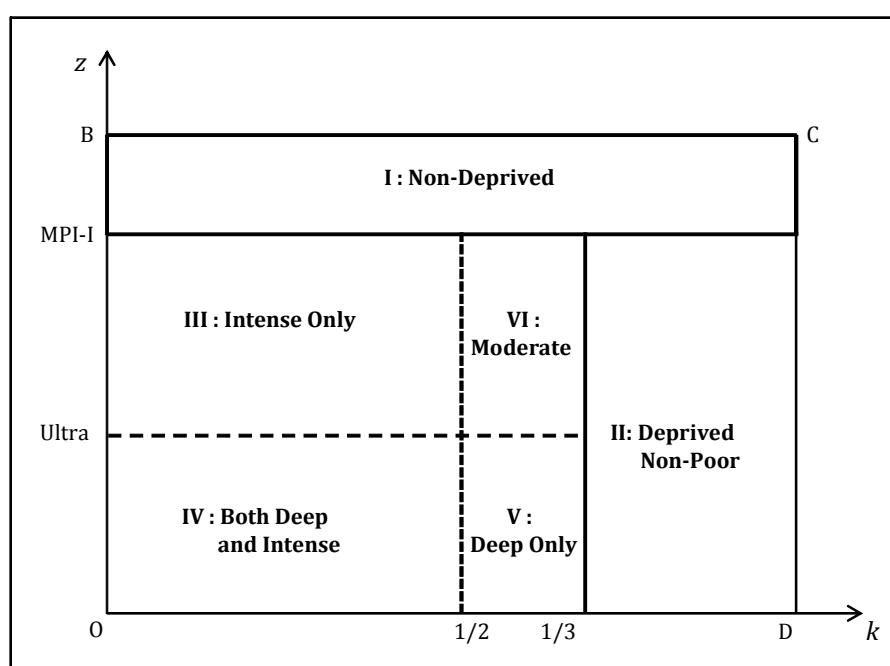 z
B
C
I : Non-Deprived
MPI-I
III : Intense Only
VI :
Moderate
Ultra
II: Deprived
Non-Poor
IV : Both Deep
and Intense
V :
Deep Only
O
1/2
1/3
D
k